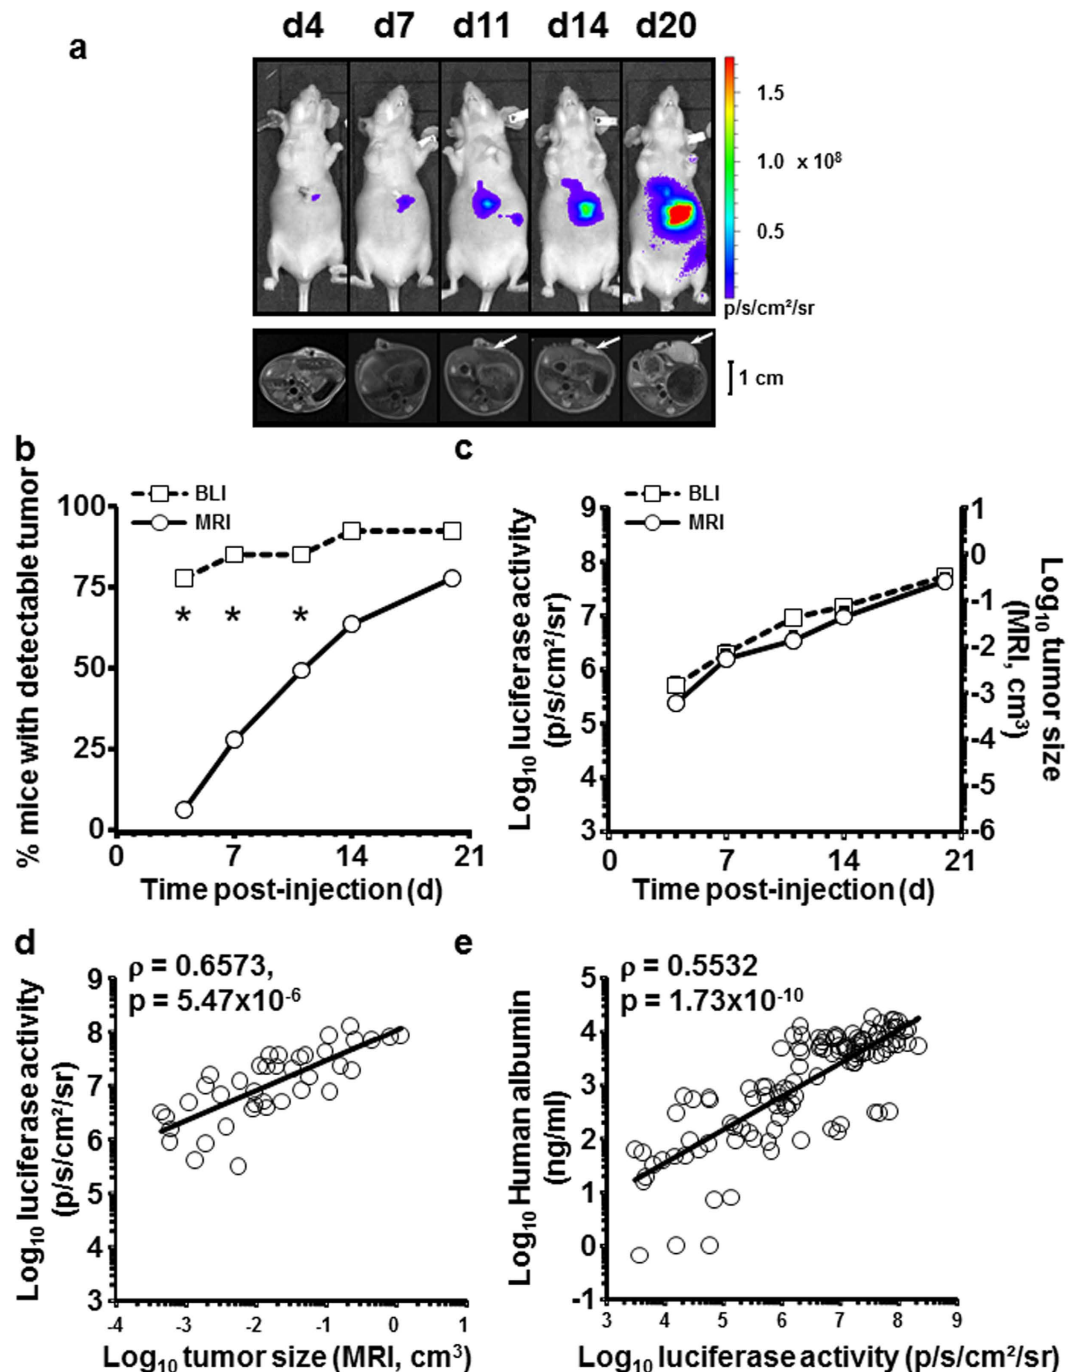 a
d4 d7 d11 d14 d20
1.5
1.0 x 10⁸
0.5
p/s/cm²/sr
1 cm
b
% mice with detectable tumor
BLI
MRI
100
75
50
25
0
* * *
0 7 14 21
Time post-injection (d)
c
Log₁₀ luciferase activity
(p/s/cm²/sr)
BLI
MRI
9
8
7
6
5
4
3
1
0
-1
-2
-3
-4
-5
-6
Log₁₀ tumor size
(MRI, cm³)
0 7 14 21
Time post-injection (d)
d
ρ = 0.6573,
p = 5.47x10⁻⁶
Log₁₀ luciferase activity
(p/s/cm²/sr)
9
8
7
6
5
4
3
-4 -3 -2 -1 0 1
Log₁₀ tumor size (MRI, cm³)
e
ρ = 0.5532
p = 1.73x10⁻¹⁰
Log₁₀ Human albumin
(ng/ml)
5
4
3
2
1
0
-1
3 4 5 6 7 8 9
Log₁₀ luciferase activity (p/s/cm²/sr)